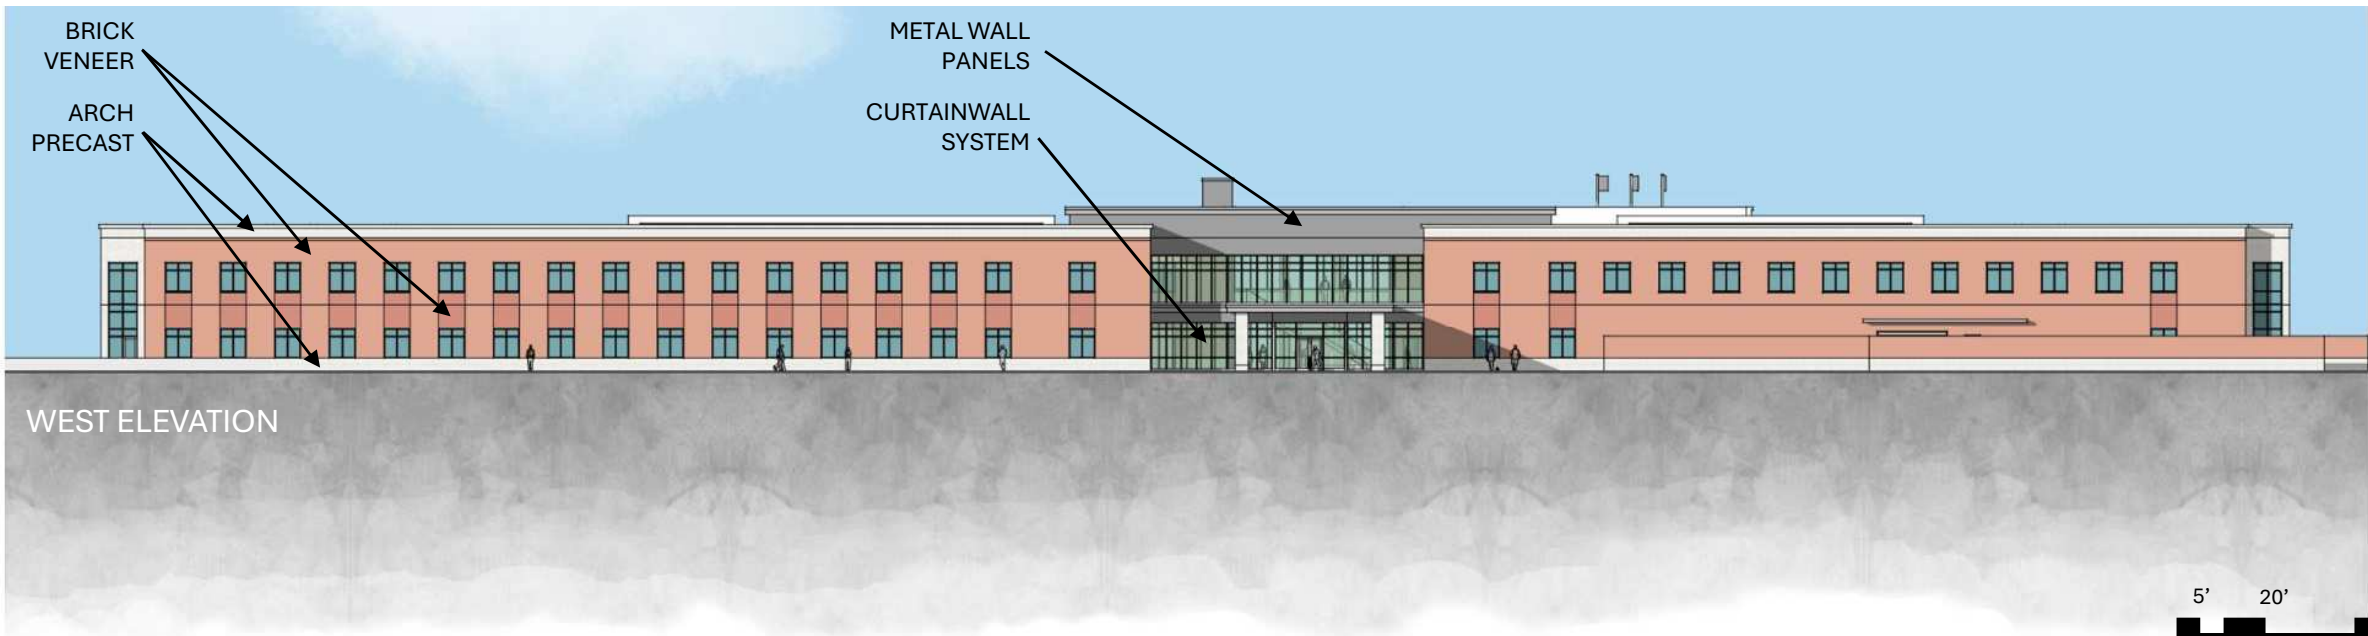 BRICK
VENEER
ARCH
PRECAST
METAL WALL
PANELS
CURTAINWALL
SYSTEM
WEST ELEVATION
5’ 20’